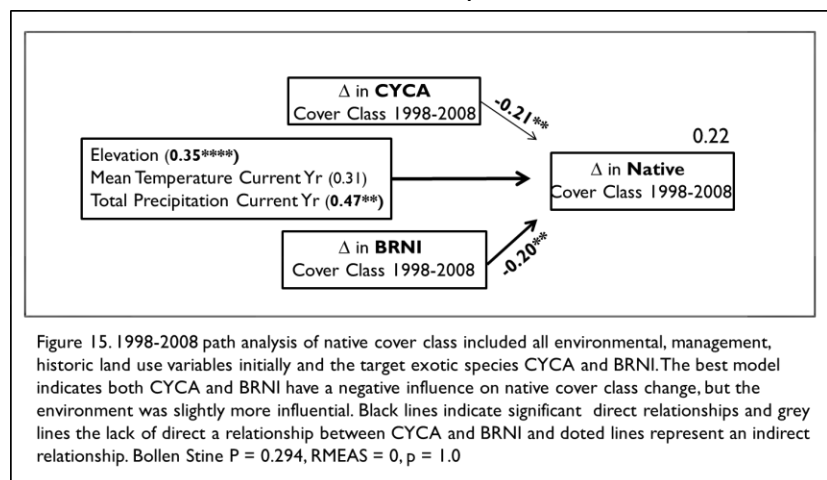 Δ in CYCA
Cover Class 1998-2008
-0.21**
0.22
Elevation (0.35****)
Mean Temperature Current Yr (0.31)
Total Precipitation Current Yr (0.47**)
Δ in Native
Cover Class 1998-2008
Δ in BRNI
Cover Class 1998-2008
-0.20**
Figure 15. 1998-2008 path analysis of native cover class included all environmental, management,
historic land use variables initially and the target exotic species CYCA and BRNI. The best model
indicates both CYCA and BRNI have a negative influence on native cover class change, but the
environment was slightly more influential. Black lines indicate significant direct relationships and grey
lines the lack of direct a relationship between CYCA and BRNI and doted lines represent an indirect
relationship. Bollen Stine P = 0.294, RMEAS = 0, p = 1.0